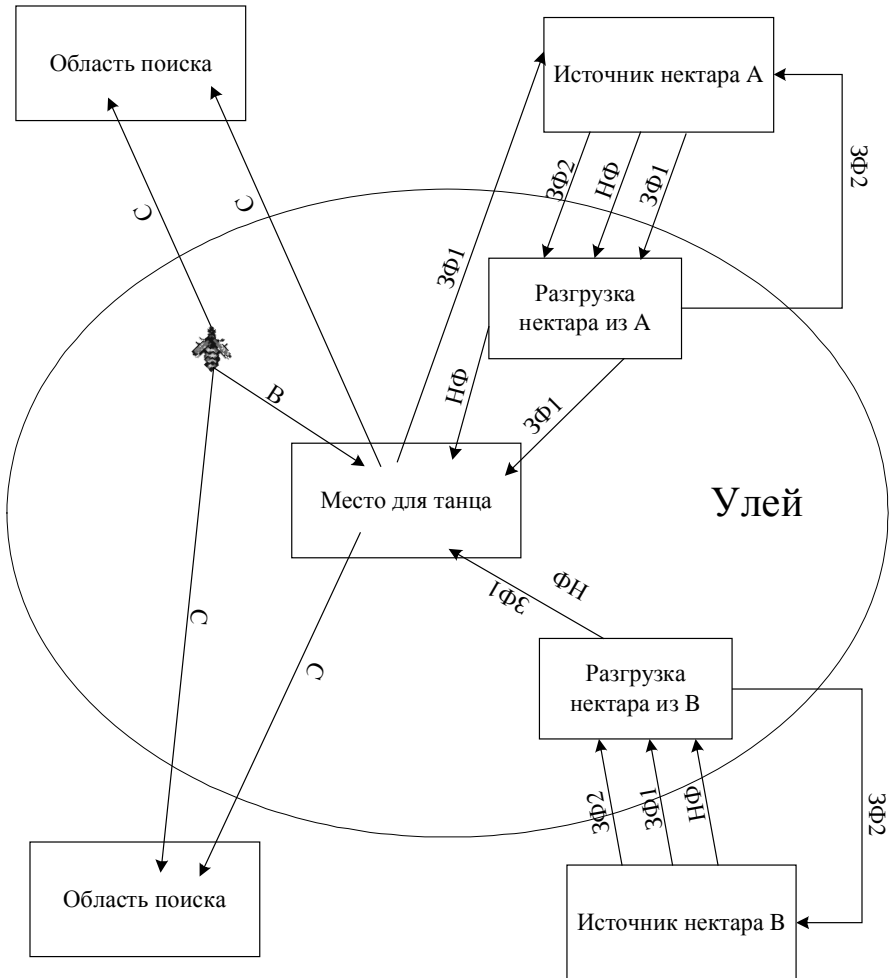 Область поиска
Источник нектара А
ЗФ2
НФ
ЗФ1
ЗФ2
С
С
ЗФ1
Разгрузка
нектара из А
В
НФ
ЗФ1
Место для танца
Улей
НФ
ЗФ1
С
С
Разгрузка
нектара из В
ЗФ2
ЗФ1
НФ
ЗФ2
Область поиска
Источник нектара В